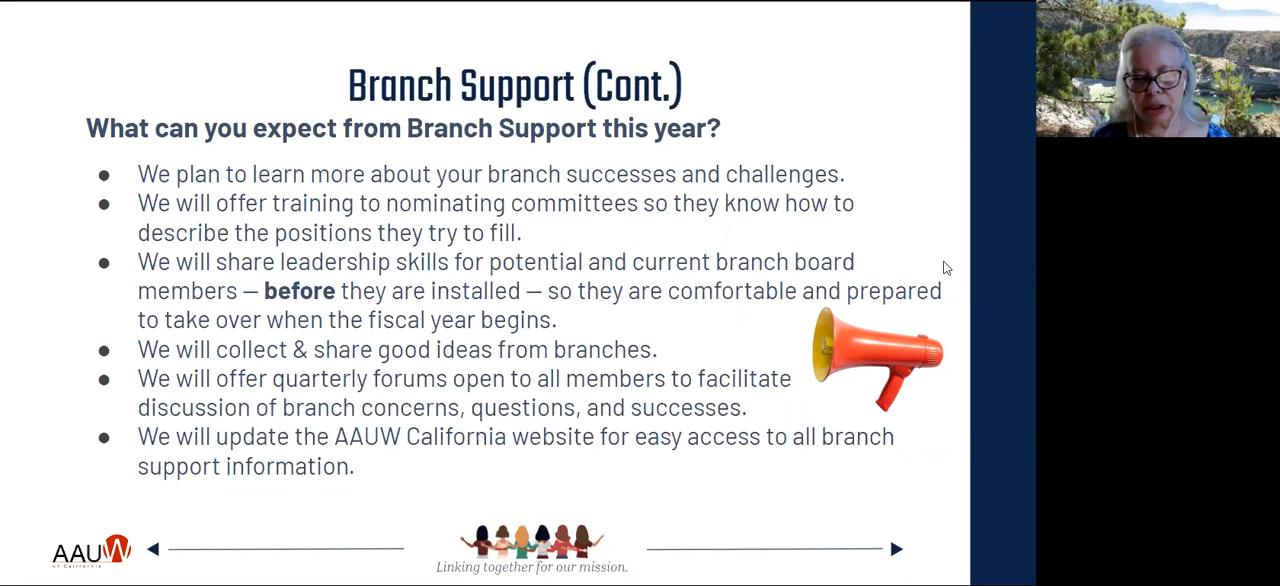 Branch Support (Cont.)
What can you expect from Branch Support this year?
● We plan to learn more about your branch successes and challenges.
● We will offer training to nominating committees so they know how to
describe the positions they try to fill.
● We will share leadership skills for potential and current branch board
members — before they are installed — so they are comfortable and prepared
to take over when the fiscal year begins.
● We will collect & share good ideas from branches.
● We will offer quarterly forums open to all members to facilitate
discussion of branch concerns, questions, and successes.
● We will update the AAUW California website for easy access to all branch
support information.
AAUW
of California
Linking together for our mission.